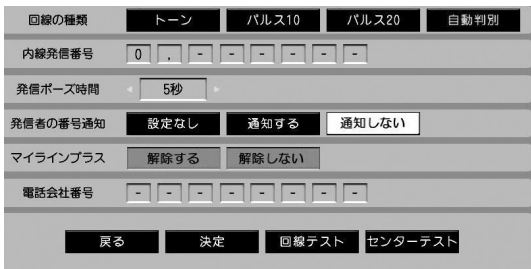 回線の種類 トーン パルス10 パルス20 自動判別
内線発信番号 0 . - - - - - -
発信ポーズ時間 5秒
発信者の番号通知 設定なし 通知する 通知しない
マイラインプラス 解除する 解除しない
電話会社番号 - - - - - - - -
戻る 決定 回線テスト センターテスト